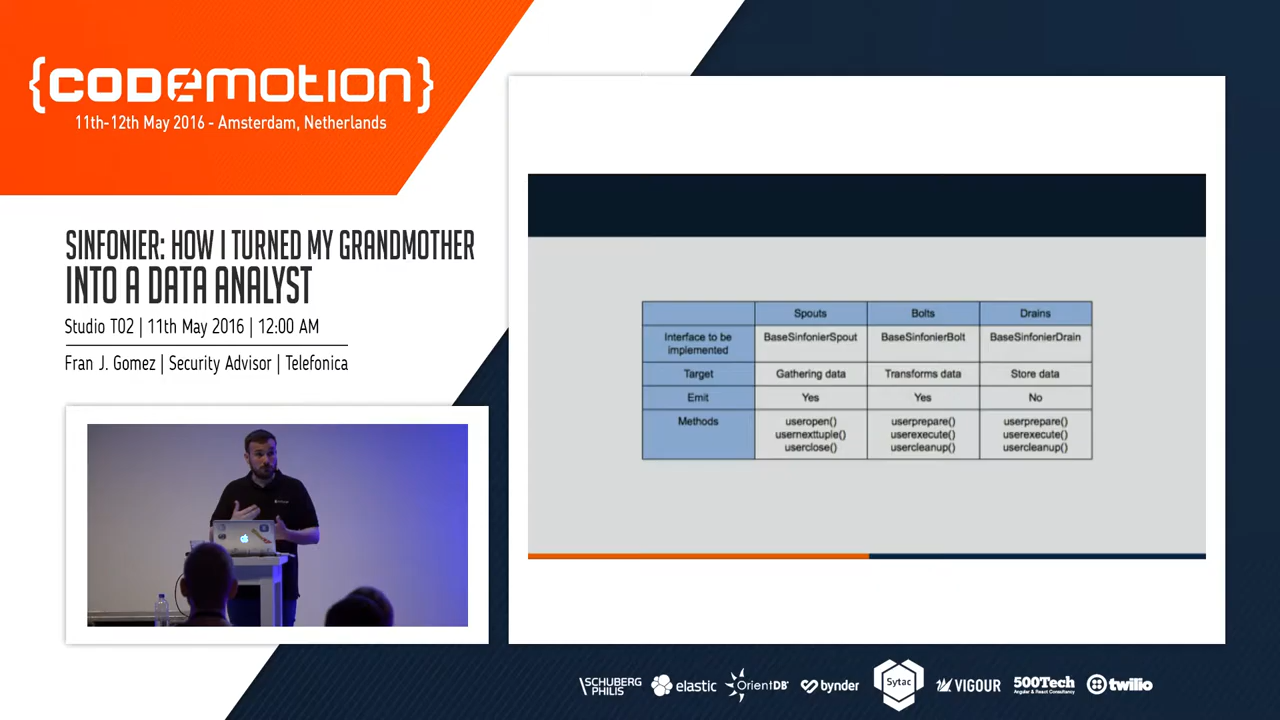 {CODEMOTION}
11th-12th May 2016 - Amsterdam, Netherlands
SINFONIER: HOW I TURNED MY GRANDMOTHER
INTO A DATA ANALYST
Studio T02 | 11th May 2016 | 12:00 AM
Fran J. Gomez | Security Advisor | Telefonica
Spouts Bolts Drains
Interface to be
implemented BaseSinfonierSpout BaseSinfonierBolt BaseSinfonierDrain
Target Gathering data Transforms data Store data
Emit Yes Yes No
Methods useropen() userprepare() userprepare()
usernexttuple() userexecute() userexecute()
userclose() usercleanup() usercleanup()
SCHUBERG
PHILIS
elastic
OrientDB
bynder
Sytac
VIGOUR
500Tech
Angular & React Consultancy
twilio